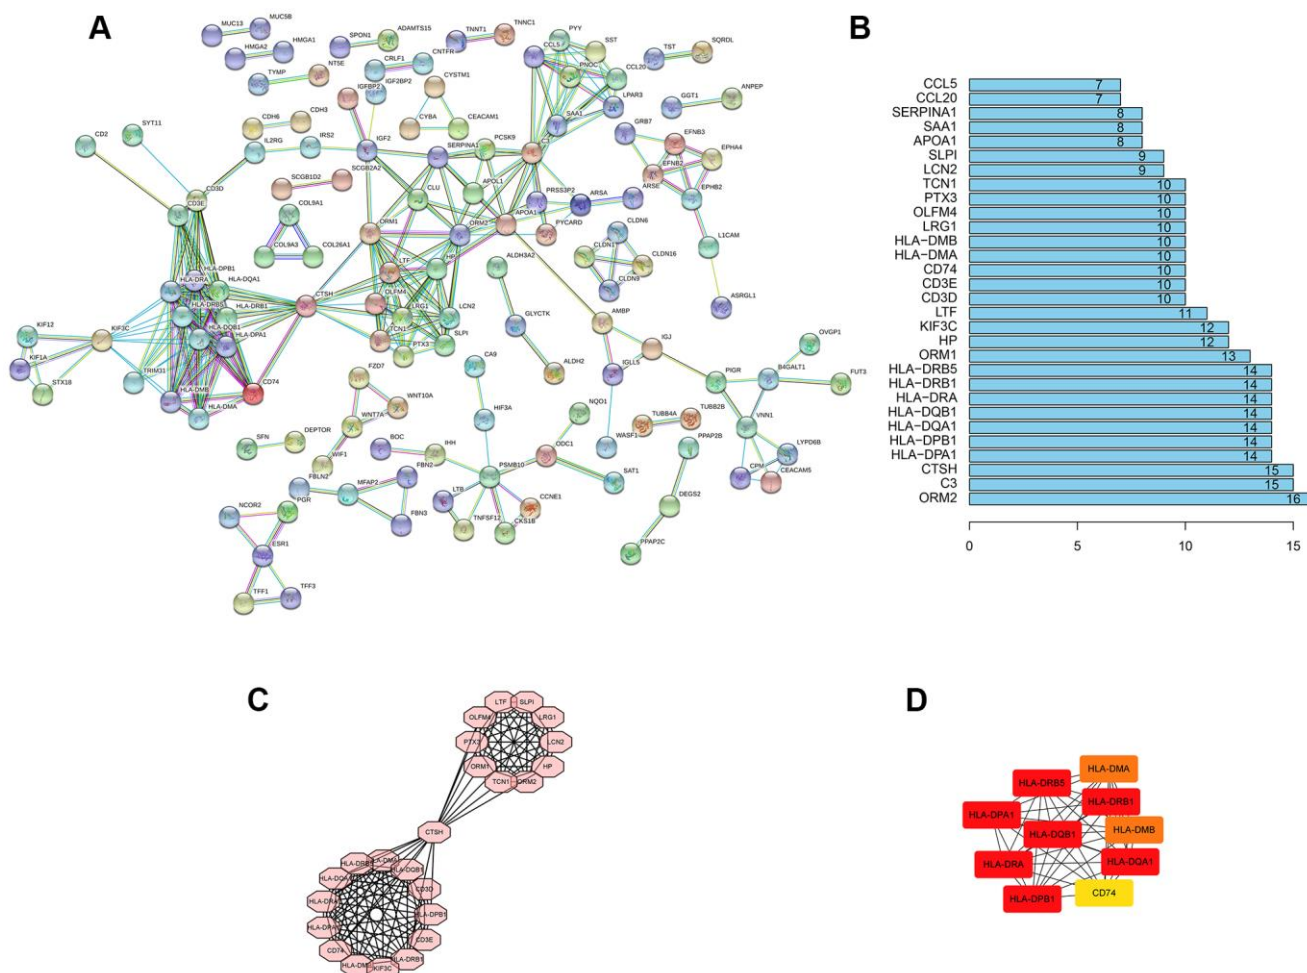 A
MUC13
MUC5B
HMGA2
HMGA1
TYMP
NT5E
SPON1
ADAMTS15
CRLF1
CNTFR
IGFBP2
IGF2BP2
TNNT1
TNNC1
CYSTM1
CYBA
CEACAM1
CCL5
PYY
SST
PNOC
CCL20
LPAR3
SAA1
C3
TST
SQRDL
GGT1
ANPEP
GRB7
EFNB3
EFNB2
EPHA4
EPHB2
L1CAM
ASRGL1
CD2
SYT11
CDH6
CDH3
IL2RG
IRS2
IGF2
SERPINA1
PCSK9
SCGB2A2
SCGB1D2
CLU
APOL1
PRSS3P2
ARSA
ARSE
APOA1
PYCARD
ORM1
ORM2
CD3D
CD3E
COL9A1
COL9A3
COL26A1
HLA-DPB1
HLA-DRA
HLA-DQA1
HLA-DRB5
HLA-DRB1
HLA-DQB1
HLA-DPA1
CTSH
LTF
HP
OLFM4
LRG1
LCN2
TCN1
SLPI
PTX3
CLDN6
CLDN1
CLDN16
CLDN9
ALDH3A2
GLYCTK
ALDH2
AMBP
IGJ
IGLL5
WASF1
KIF12
KIF3C
KIF1A
STX18
TRIM31
CD74
HLA-DMB
HLA-DMA
OVGP1
PIGR
B4GALT1
FUT3
VNN1
LYPD6B
CPM
CEACAM5
CA9
FZD7
WNT10A
WNT7A
WIF1
HIF3A
NQO1
TUBB4A
TUBB2B
SFN
DEPTOR
BOC
IHH
ODC1
PSMB10
SAT1
PPAP2B
DEGS2
PPAP2C
FBLN2
MFAP2
FBN2
FBN3
LTB
TNFSF12
CKS1B
CCNE1
NCOR2
PGR
ESR1
TFF1
TFF3
B
CCL5 7
CCL20 7
SERPINA1 8
SAA1 8
APOA1 8
SLPI 9
LCN2 9
TCN1 10
PTX3 10
OLFM4 10
LRG1 10
HLA−DMB 10
HLA−DMA 10
CD74 10
CD3E 10
CD3D 10
LTF 11
KIF3C 12
HP 12
ORM1 13
HLA−DRB5 14
HLA−DRB1 14
HLA−DRA 14
HLA−DQB1 14
HLA−DQA1 14
HLA−DPB1 14
HLA−DPA1 14
CTSH 15
C3 15
ORM2 16
0 5 10 15
C
LTF
SLPI
OLFM4
LRG1
PTX3
LCN2
ORM1
HP
TCN1
ORM2
CTSH
HLA-DMA
HLA-DRB5
HLA-DQB1
HLA-DQA1
CD3D
HLA-DRA
HLA-DPB1
HLA-DPA1
CD3E
CD74
HLA-DRB1
KIF3C
D
HLA-DMA
HLA-DRB5
HLA-DRB1
HLA-DPA1
HLA-DQB1
HLA-DMB
HLA-DRA
HLA-DQA1
HLA-DPB1
CD74